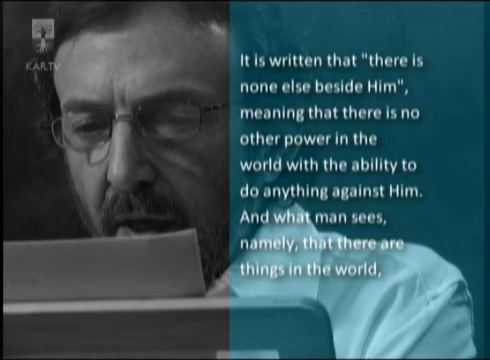 KAB.TV
It is written that "there is
none else beside Him",
meaning that there is no
other power in the
world with the ability to
do anything against Him.
And what man sees,
namely, that there are
things in the world,